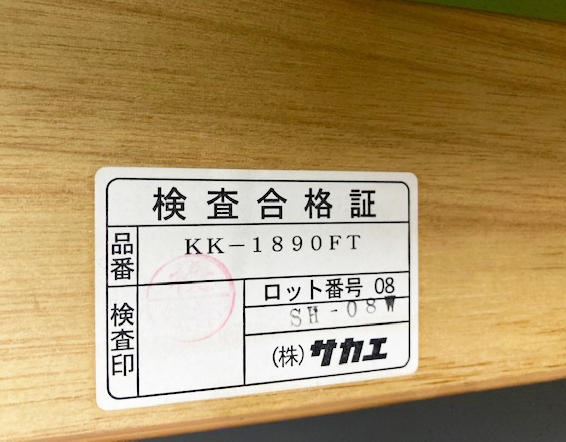 検査合格証
品番 KK-1890FT
検査印
ロット番号 08
SH-08W
(株)サカエ